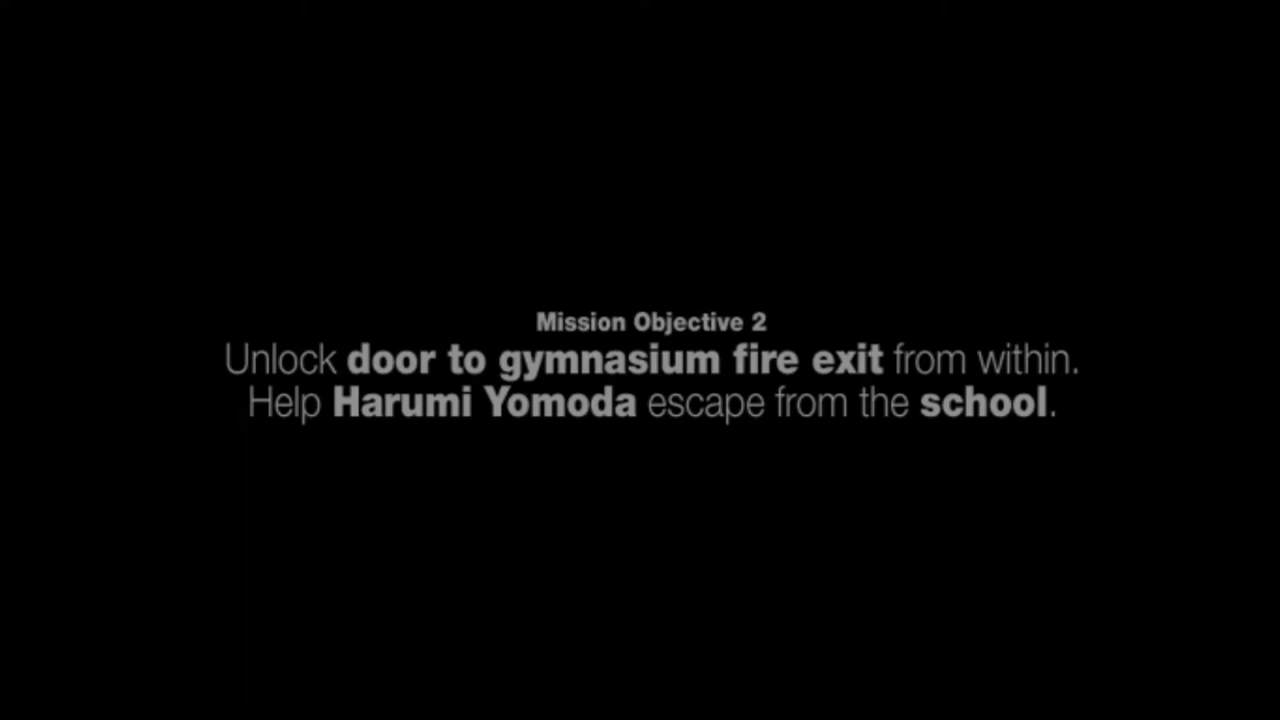 Mission Objective 2
Unlock door to gymnasium fire exit from within.
Help Harumi Yomoda escape from the school.